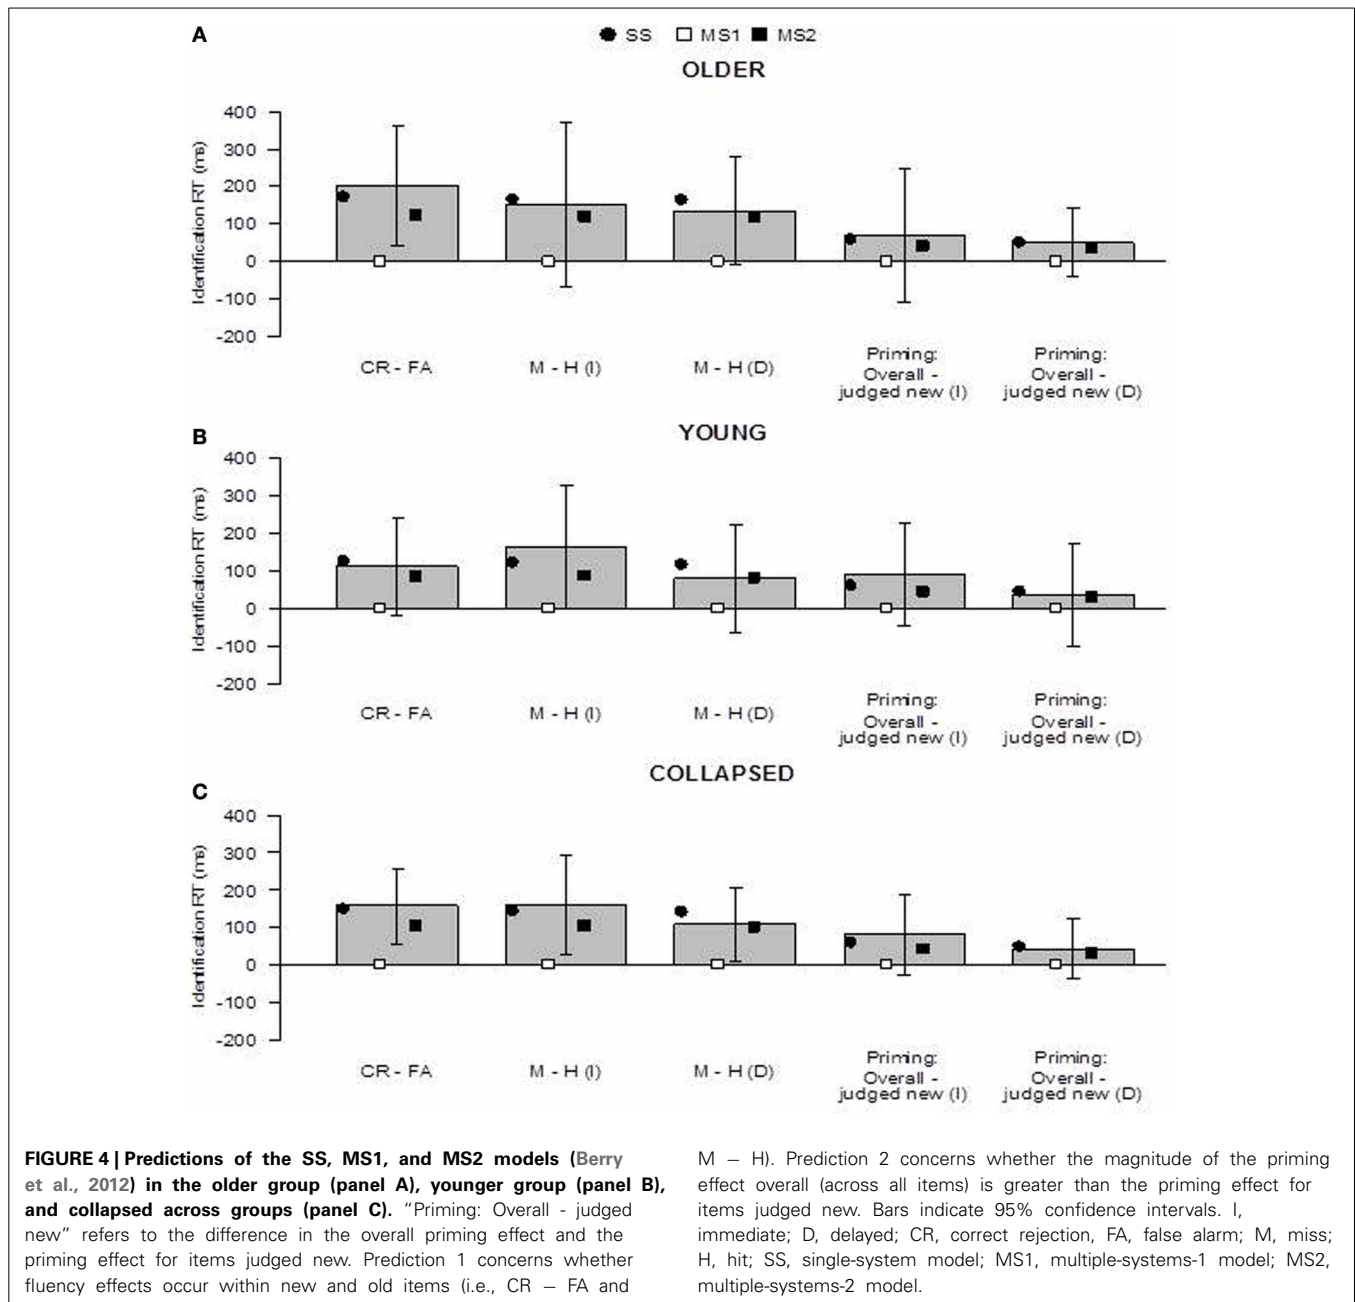 A
SS MS1 MS2
OLDER
Identification RT (ms)
400
300
200
100
0
-100
-200
CR - FA
M - H (I)
M - H (D)
Priming:
Overall -
judged new (I)
Priming:
Overall -
judged new (D)
B
YOUNG
Identification RT (ms)
400
300
200
100
0
-100
-200
CR - FA
M - H (I)
M - H (D)
Priming:
Overall -
judged new (I)
Priming:
Overall -
judged new (D)
COLLAPSED
C
Identification RT (ms)
400
300
200
100
0
-100
-200
CR - FA
M - H (I)
M - H (D)
Priming:
Overall -
judged new (I)
Priming:
Overall -
judged new (D)
FIGURE 4 | Predictions of the SS, MS1, and MS2 models (Berry
et al., 2012) in the older group (panel A), younger group (panel B),
and collapsed across groups (panel C). “Priming: Overall - judged
new” refers to the difference in the overall priming effect and the
priming effect for items judged new. Prediction 1 concerns whether
fluency effects occur within new and old items (i.e., CR − FA and
M − H). Prediction 2 concerns whether the magnitude of the priming
effect overall (across all items) is greater than the priming effect for
items judged new. Bars indicate 95% confidence intervals. I,
immediate; D, delayed; CR, correct rejection, FA, false alarm; M, miss;
H, hit; SS, single-system model; MS1, multiple-systems-1 model; MS2,
multiple-systems-2 model.